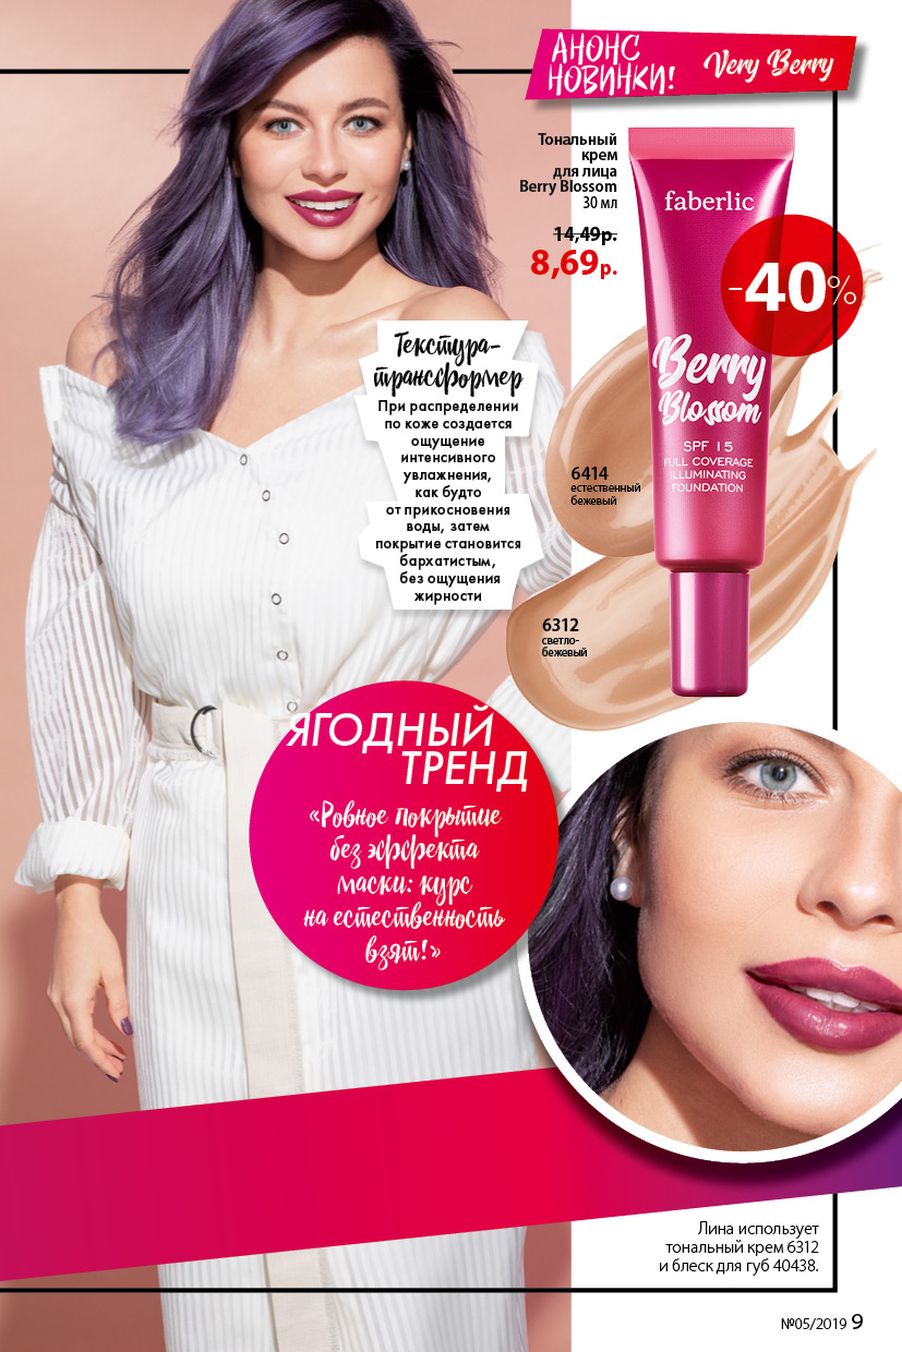 АНОНС
НОВИНКИ!
Very Berry
Тональный
крем
для лица
Berry Blossom
30 мл
14,49р.
8,69р.
faberlic
-40%
Berry
Blossom
SPF 15
FULL COVERAGE
ILLUMINATING
FOUNDATION
Текстура-
трансформер
При распределении
по коже создается
ощущение
интенсивного
увлажнения,
как будто
от прикосновения
воды, затем
покрытие становится
бархатистым,
без ощущения
жирности
6414
естественный
бежевый
6312
светло-
бежевый
ЯГОДНЫЙ
ТРЕНД
«Ровное покрытие
без эффекта
маски: курс
на естественность
взят!»
Лина использует
тональный крем 6312
и блеск для губ 40438.
№05/2019 9